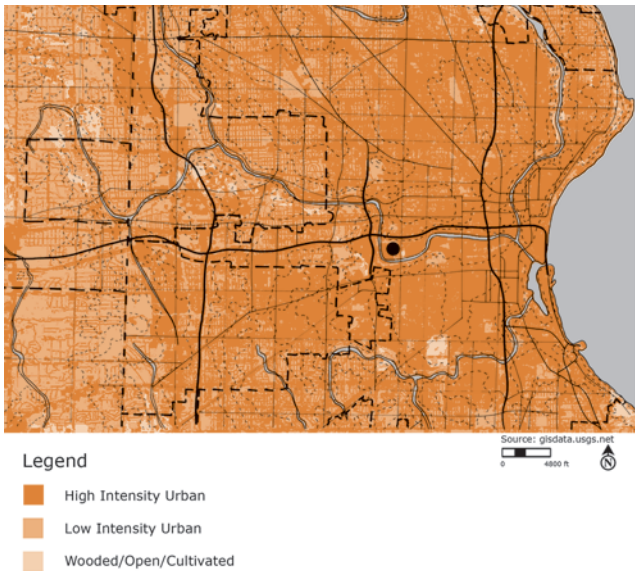 Source: gisdata.usgs.net
0 4800 ft
N
Legend
High Intensity Urban
Low Intensity Urban
Wooded/Open/Cultivated